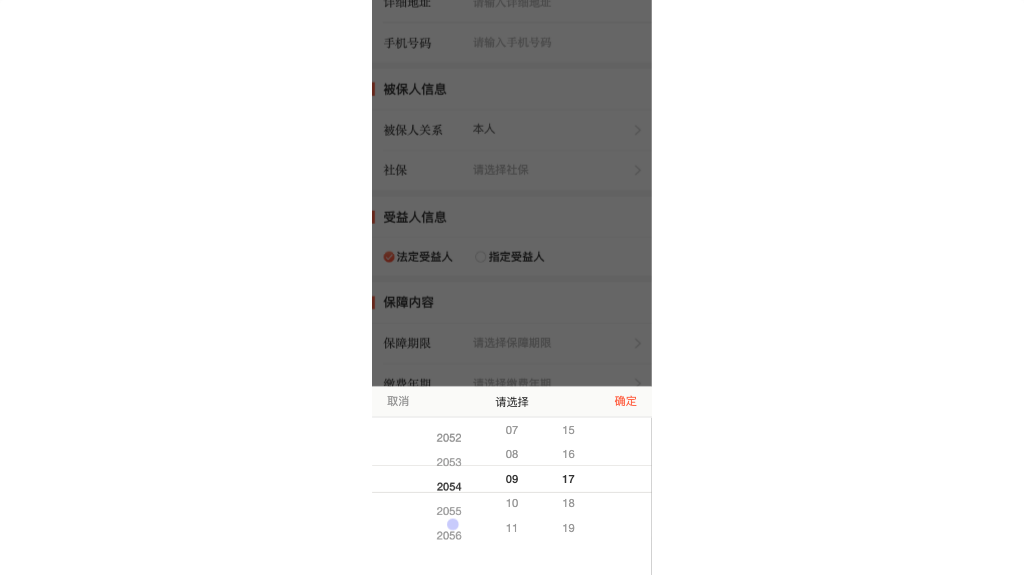 详细地址 请输入详细地址
手机号码 请输入手机号码
被保人信息
被保人关系 本人
社保 请选择社保
受益人信息
法定受益人 指定受益人
保障内容
保障期限 请选择保障期限
缴费年期 请选择缴费年期
取消 请选择 确定
2052 07 15
2053 08 16
2054 09 17
2055 10 18
2056 11 19